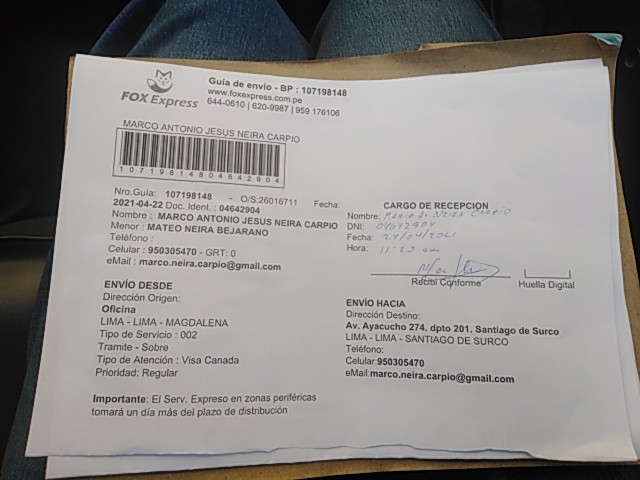 FOX Express
Guía de envío - BP : 107198148
www.foxexpress.com.pe
644-0610 | 620-9987 | 959 176106
MARCO ANTONIO JESUS NEIRA CARPIO
10719814804642904
Nro.Guía: 107198148 - O/S:26016711 Fecha:
2021-04-22 Doc. Ident. : 04642904
Nombre : MARCO ANTONIO JESUS NEIRA CARPIO
Menor : MATEO NEIRA BEJARANO
Teléfono :
Celular : 950305470 - GRT: 0
eMail : marco.neira.carpio@gmail.com
CARGO DE RECEPCION
Nombre: Neira Carpio
DNI: 04642904
Fecha: 24/04/2021
Hora: 11:23 am
Recibí Conforme
Huella Digital
ENVÍO DESDE
Dirección Origen:
Oficina
LIMA - LIMA - MAGDALENA
Tipo de Servicio : 002
Tramite - Sobre
Tipo de Atención : Visa Canada
Prioridad: Regular
ENVÍO HACIA
Dirección Destino:
Av. Ayacucho 274, dpto 201, Santiago de Surco
LIMA - LIMA - SANTIAGO DE SURCO
Teléfono:
Celular:950305470
eMail:marco.neira.carpio@gmail.com
Importante: El Serv. Expreso en zonas periféricas
tomará un día más del plazo de distribución